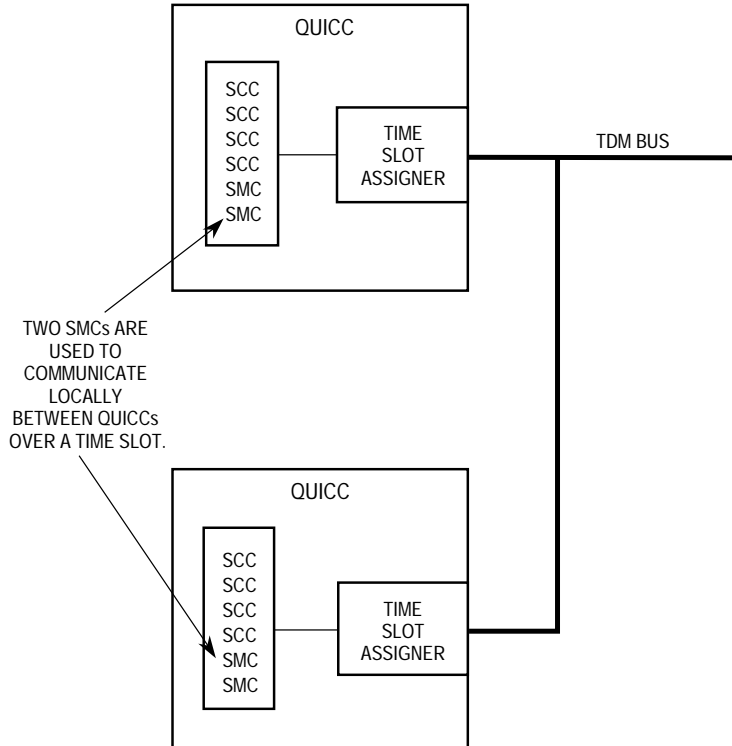 QUICC
SCC
SCC
SCC
SCC
SMC
SMC
TIME
SLOT
ASSIGNER
TDM BUS
TWO SMCs ARE
USED TO
COMMUNICATE
LOCALLY
BETWEEN QUICCs
OVER A TIME SLOT.
QUICC
SCC
SCC
SCC
SCC
SMC
SMC
TIME
SLOT
ASSIGNER